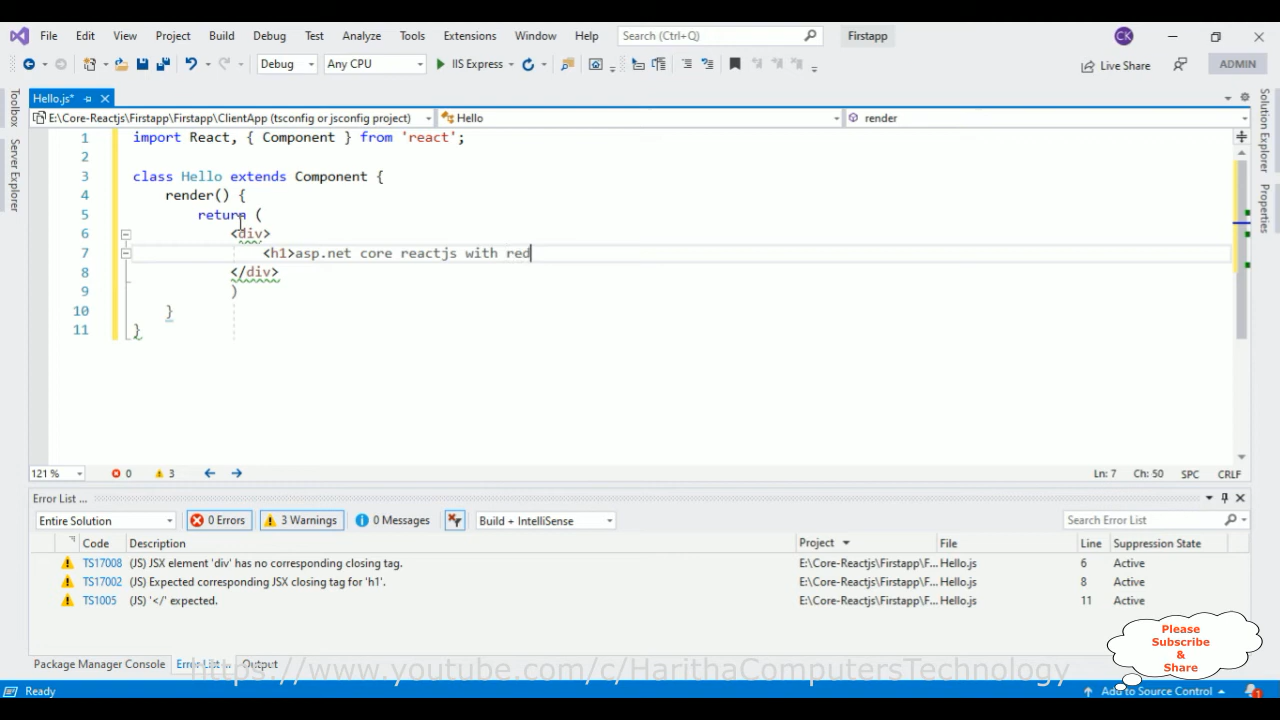 File Edit View Project Build Debug Test Analyze Tools Extensions Window Help Search (Ctrl+Q) Firstapp CK
Debug Any CPU IIS Express Live Share ADMIN
Hello.js*
E:\Core-Reactjs\Firstapp\Firstapp\ClientApp (tsconfig or jsconfig project) Hello render
Toolbox
Server Explorer
Solution Explorer
Properties
1 import React, { Component } from 'react';
2
3 class Hello extends Component {
4 render() {
5 return (
6 <div>
7 <h1>asp.net core reactjs with red
8 </div>
9 )
10 }
11 }
121 % 0 3 Ln: 7 Ch: 50 SPC CRLF
Error List ...
Entire Solution 0 Errors 3 Warnings 0 Messages Build + IntelliSense Search Error List
Code Description Project File Line Suppression State
TS17008 (JS) JSX element 'div' has no corresponding closing tag. E:\Core-Reactjs\Firstapp\F... Hello.js 6 Active
TS17002 (JS) Expected corresponding JSX closing tag for 'h1'. E:\Core-Reactjs\Firstapp\F... Hello.js 8 Active
TS1005 (JS) '</' expected. E:\Core-Reactjs\Firstapp\F... Hello.js 11 Active
Please
Subscribe
&
Share
Package Manager Console Error List ... Output
https://www.youtube.com/c/HarithaComputersTechnology
Ready Add to Source Control 1